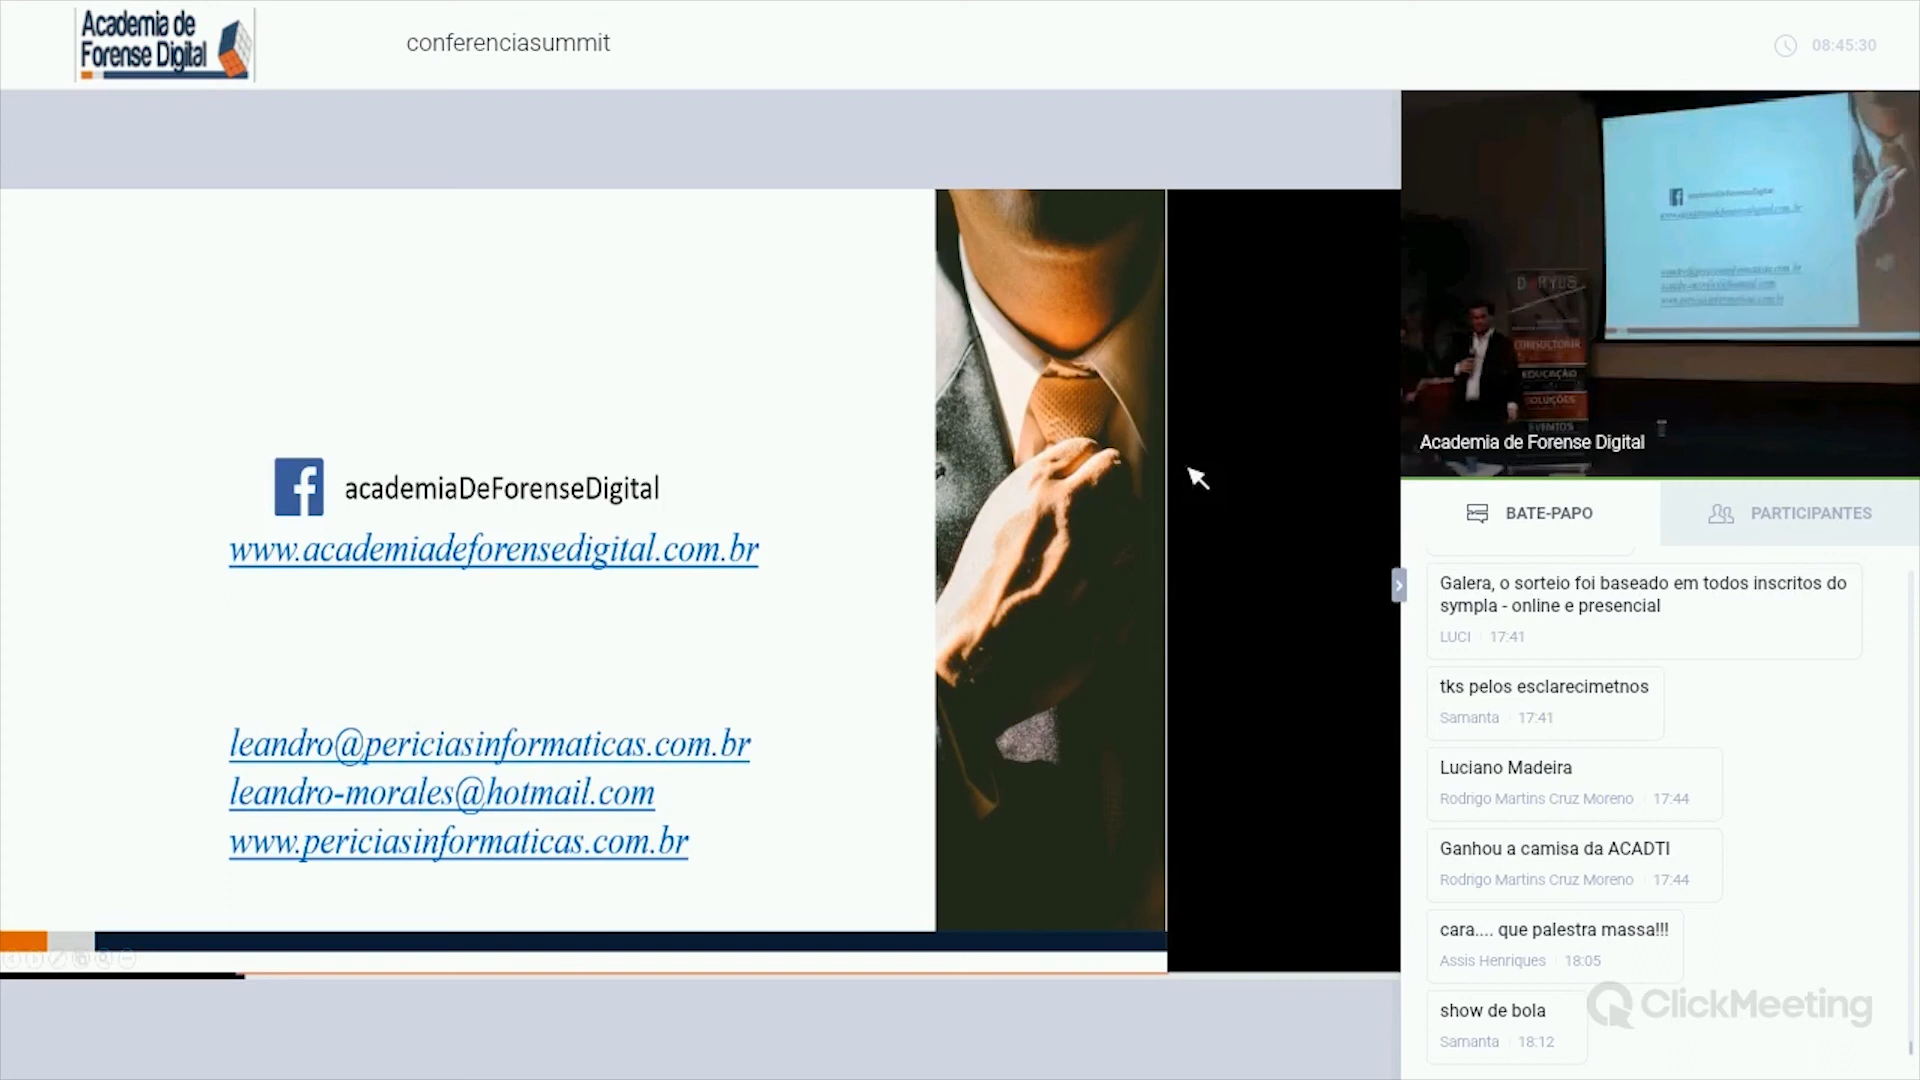 Academia de
Forense Digital
conferenciasummit
08:45:30
academiaDeForenseDigital
www.academiadeforensedigital.com.br
leandro@periciasinformaticas.com.br
leandro-morales@hotmail.com
www.periciasinformaticas.com.br
CONSULTORIA
EDUCAÇÃO
SOLUÇÕES
EVENTOS
Academia de Forense Digital
BATE-PAPO
PARTICIPANTES
Galera, o sorteio foi baseado em todos inscritos do
sympla - online e presencial
LUCI 17:41
tks pelos esclarecimetnos
Samanta 17:41
Luciano Madeira
Rodrigo Martins Cruz Moreno 17:44
Ganhou a camisa da ACADTI
Rodrigo Martins Cruz Moreno 17:44
cara.... que palestra massa!!!
Assis Henriques 18:05
show de bola
Samanta 18:12
ClickMeeting